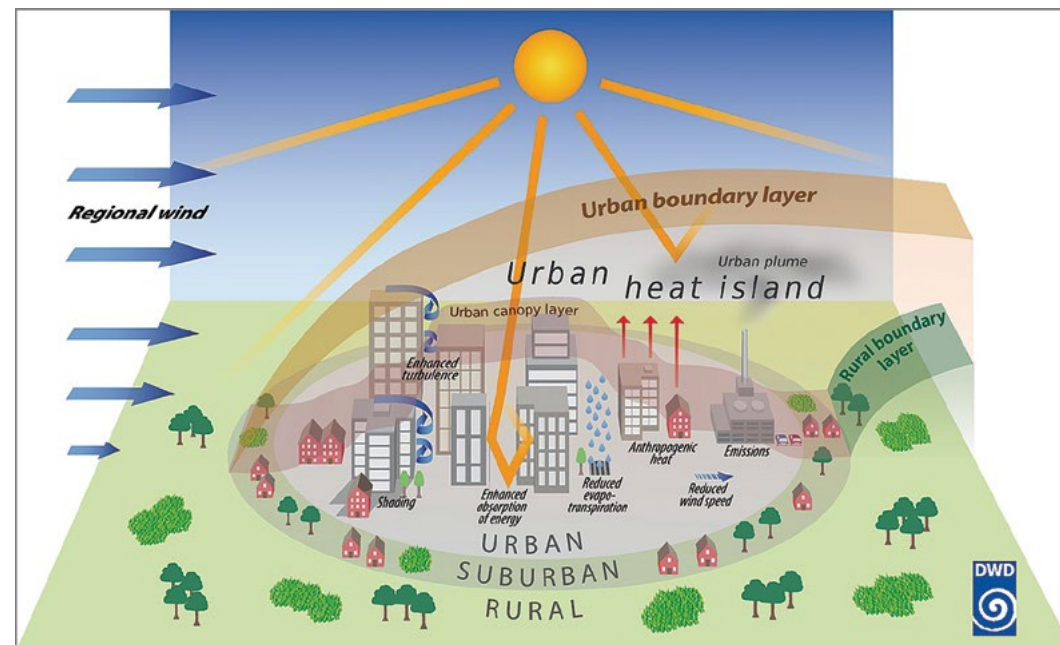 Regional wind
Urban boundary layer
Urban plume
Urban
heat island
Urban canopy layer
Rural boundary
layer
Enhanced
turbulence
Shading
Enhanced
absorption
of energy
Reduced
evapo-
transpiration
Anthropogenic
heat
Emissions
Reduced
wind speed
URBAN
SUBURBAN
RURAL
DWD